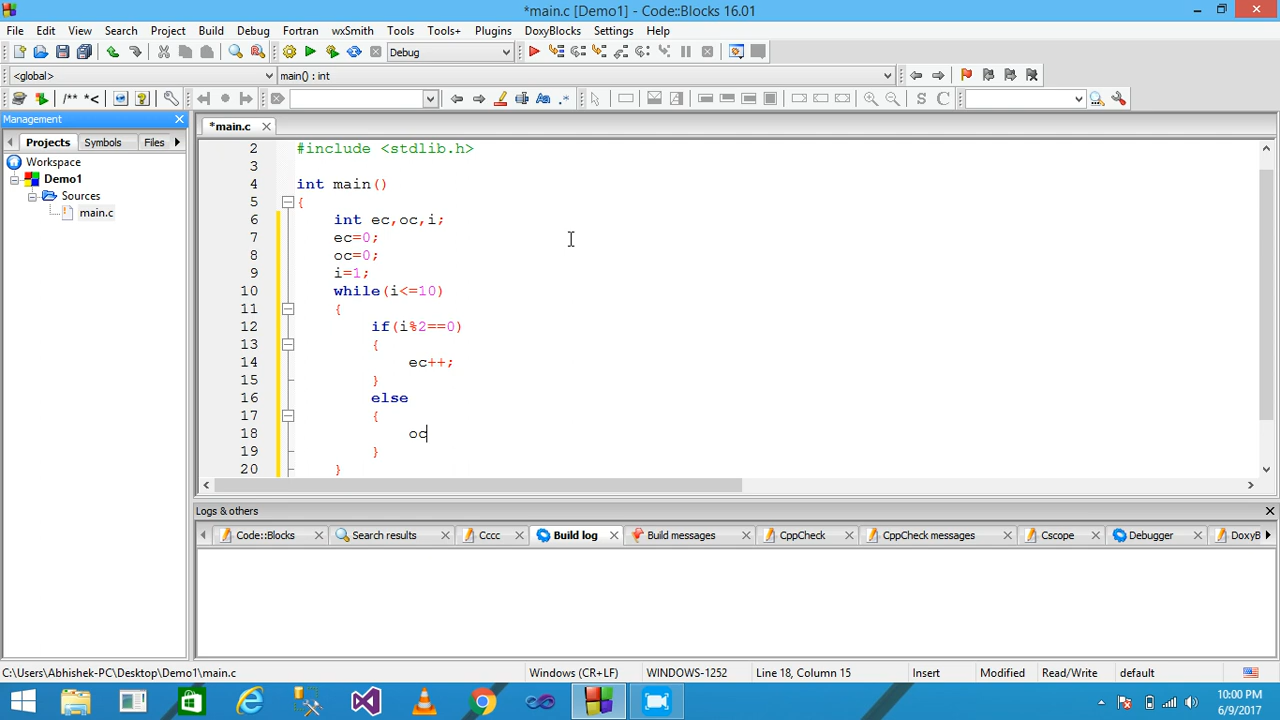 *main.c [Demo1] - Code::Blocks 16.01
File Edit View Search Project Build Debug Fortran wxSmith Tools Tools+ Plugins DoxyBlocks Settings Help
Debug
<global> main() : int
/** *<
S C
Management
*main.c
Projects Symbols Files
Workspace
Demo1
Sources
main.c
2 #include <stdlib.h>
3
4 int main()
5 {
6 int ec,oc,i;
7 ec=0;
8 oc=0;
9 i=1;
10 while(i<=10)
11 {
12 if(i%2==0)
13 {
14 ec++;
15 }
16 else
17 {
18 oc
19 }
20 }
Logs & others
Code::Blocks Search results Cccc Build log Build messages CppCheck CppCheck messages Cscope Debugger DoxyB
C:\Users\Abhishek-PC\Desktop\Demo1\main.c Windows (CR+LF) WINDOWS-1252 Line 18, Column 15 Insert Modified Read/Write default
10:00 PM
6/9/2017